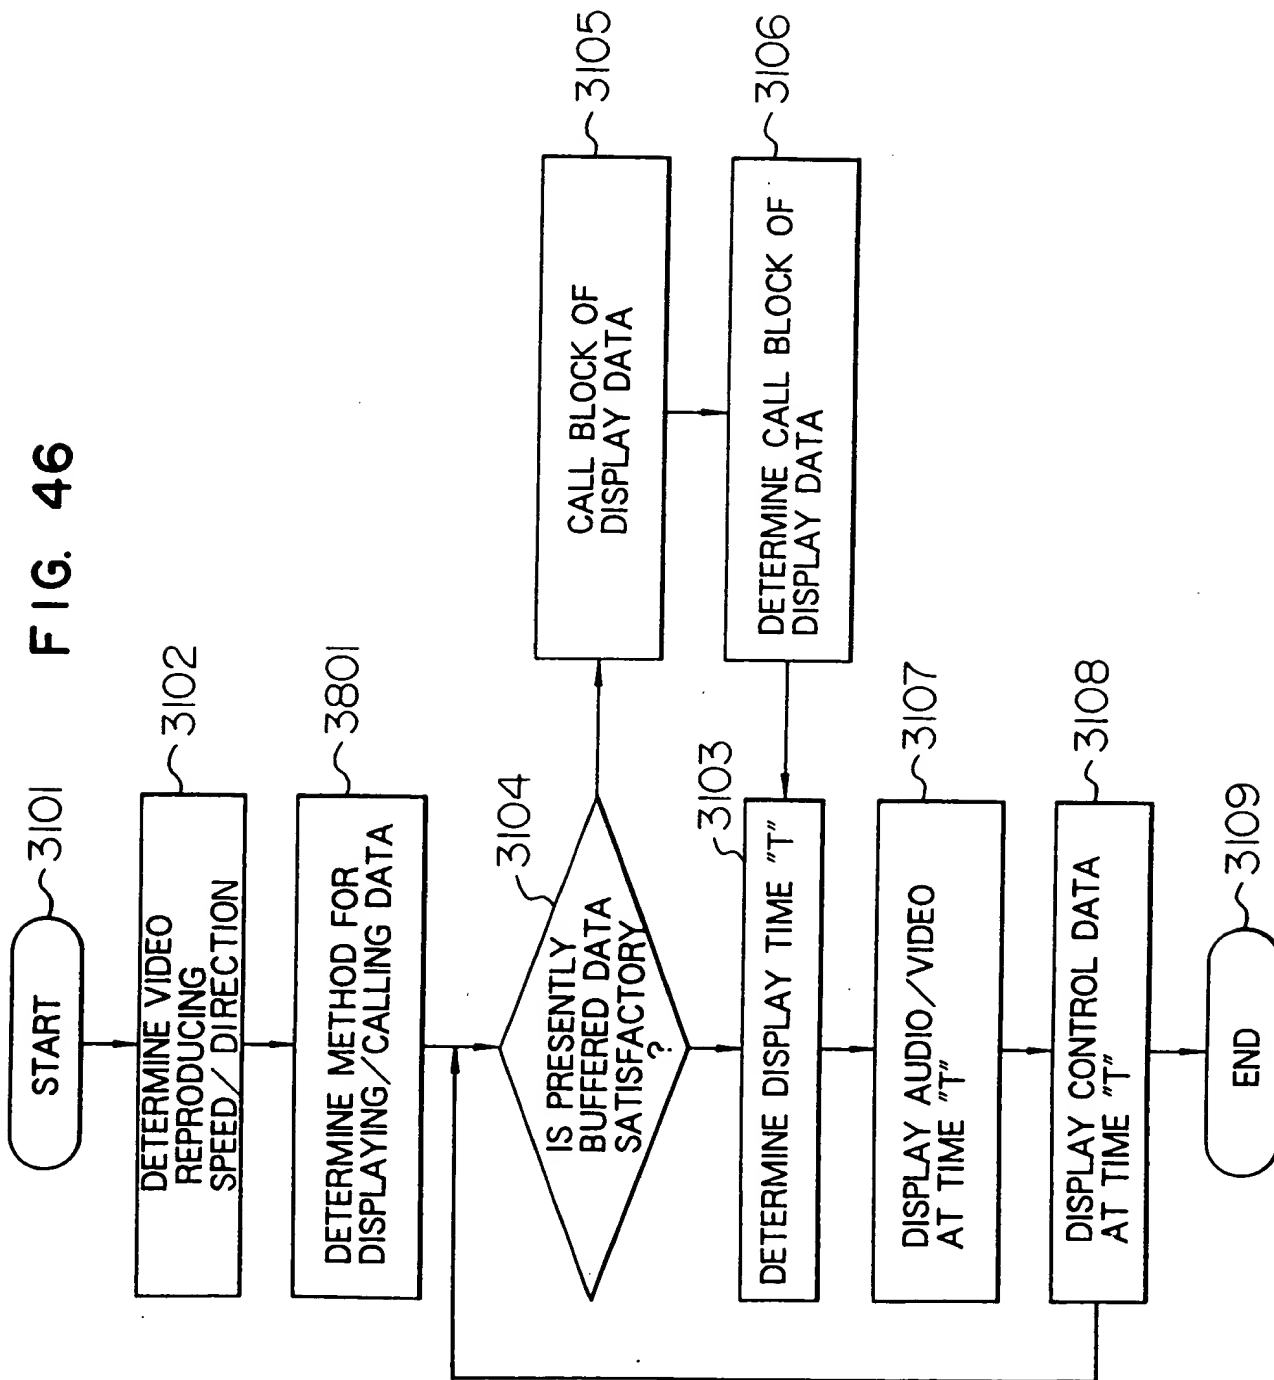 FIG. 46
START
3101
DETERMINE VIDEO
REPRODUCING
SPEED/DIRECTION
3102
DETERMINE METHOD FOR
DISPLAYING/CALLING DATA
3801
IS PRESENTLY
BUFFERED DATA
SATISFACTORY
?
3104
CALL BLOCK OF
DISPLAY DATA
3105
DETERMINE CALL BLOCK OF
DISPLAY DATA
3106
DETERMINE DISPLAY TIME "T"
3103
DISPLAY AUDIO/VIDEO
AT TIME "T"
3107
DISPLAY CONTROL DATA
AT TIME "T"
3108
END
3109